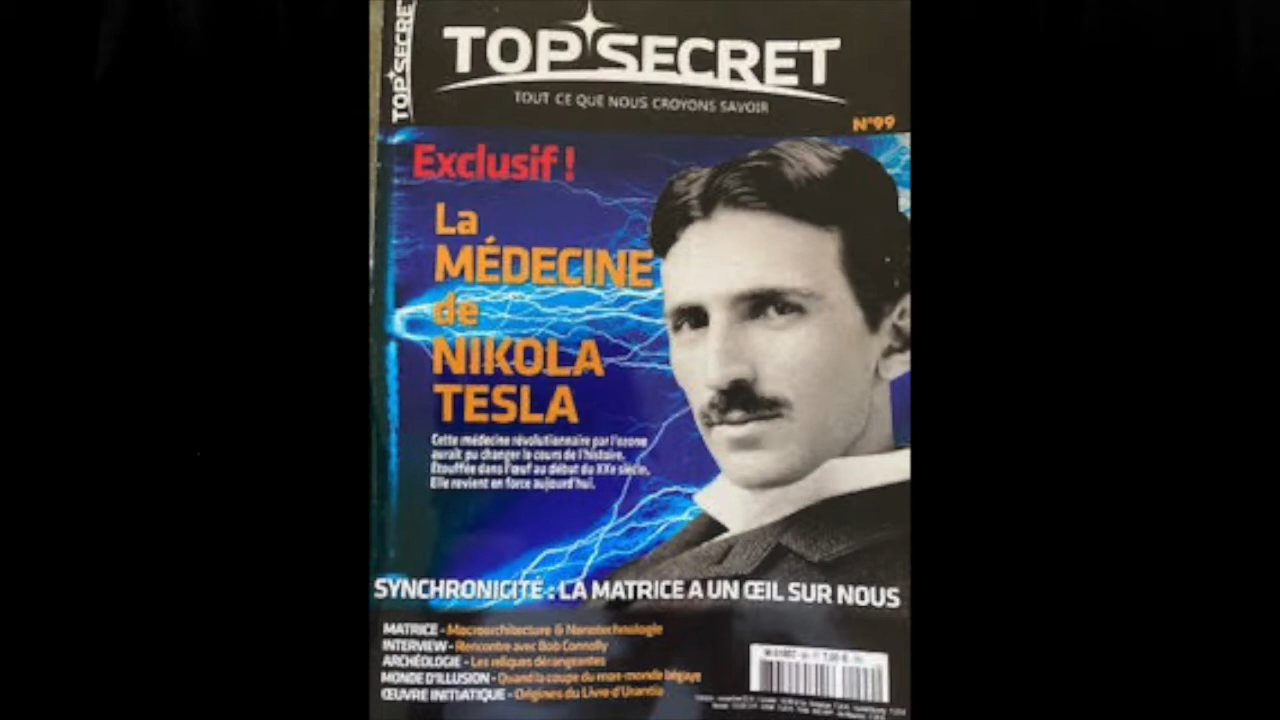 TOP SECRET
TOP SECRET
TOUT CE QUE NOUS CROYONS SAVOIR
N°99
Exclusif !
La
MÉDECINE
de
NIKOLA
TESLA
Cette médecine révolutionnaire par l'ozone
aurait pu changer le cours de l'histoire.
Étouffée dans l'œuf au début du XXe siècle,
Elle revient en force aujourd'hui.
SYNCHRONICITÉ : LA MATRICE A UN ŒIL SUR NOUS
MATRICE - Macroarchitecture & Nanotechnologie
INTERVIEW - Rencontre avec Bob Connolly
ARCHÉOLOGIE - Les reliques dérangeantes
MONDE D'ILLUSION - Quand la coupe du mon-monde bégaye
ŒUVRE INITIATIQUE - Origines du Livre d'Urantia